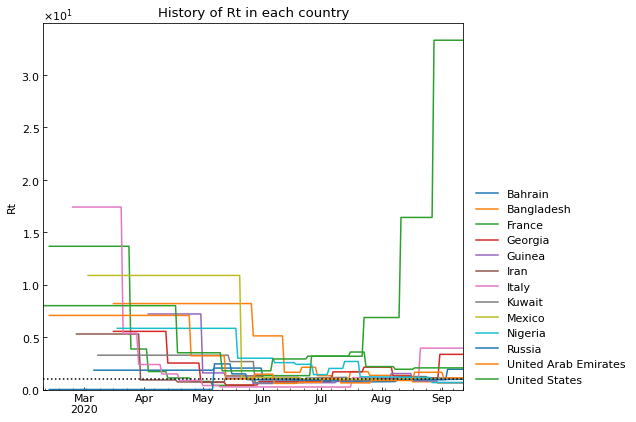 History of Rt in each country
×10¹
3.0
2.5
2.0
1.5
1.0
0.5
0.0
Rt
Mar Apr May Jun Jul Aug Sep
2020
Bahrain
Bangladesh
France
Georgia
Guinea
Iran
Italy
Kuwait
Mexico
Nigeria
Russia
United Arab Emirates
United States